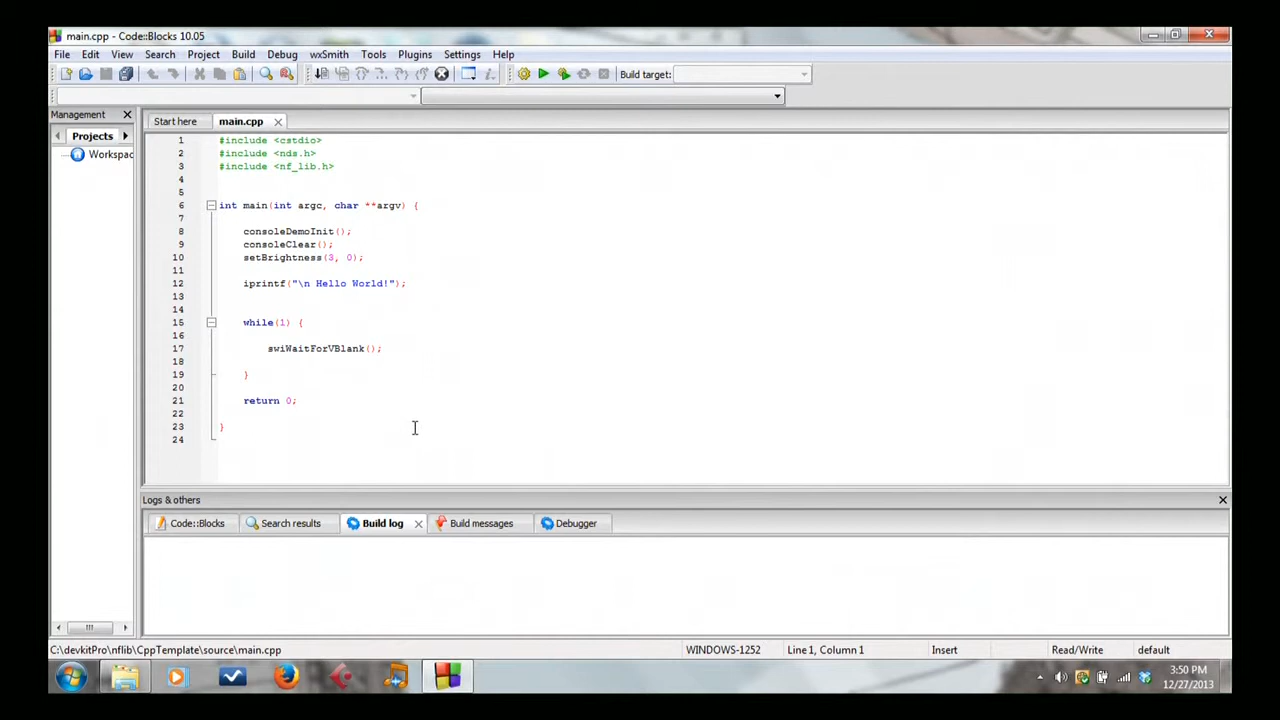 main.cpp - Code::Blocks 10.05
File Edit View Search Project Build Debug wxSmith Tools Plugins Settings Help
Build target:
Management
Start here main.cpp
Projects
Workspac
1 #include <cstdio>
2 #include <nds.h>
3 #include <nf_lib.h>
4
5
6 int main(int argc, char **argv) {
7
8 consoleDemoInit();
9 consoleClear();
10 setBrightness(3, 0);
11
12 iprintf("\n Hello World!");
13
14
15 while(1) {
16
17 swiWaitForVBlank();
18
19 }
20
21 return 0;
22
23 }
24
Logs & others
Code::Blocks Search results Build log Build messages Debugger
C:\devkitPro\nflib\CppTemplate\source\main.cpp WINDOWS-1252 Line 1, Column 1 Insert Read/Write default
3:50 PM
12/27/2013